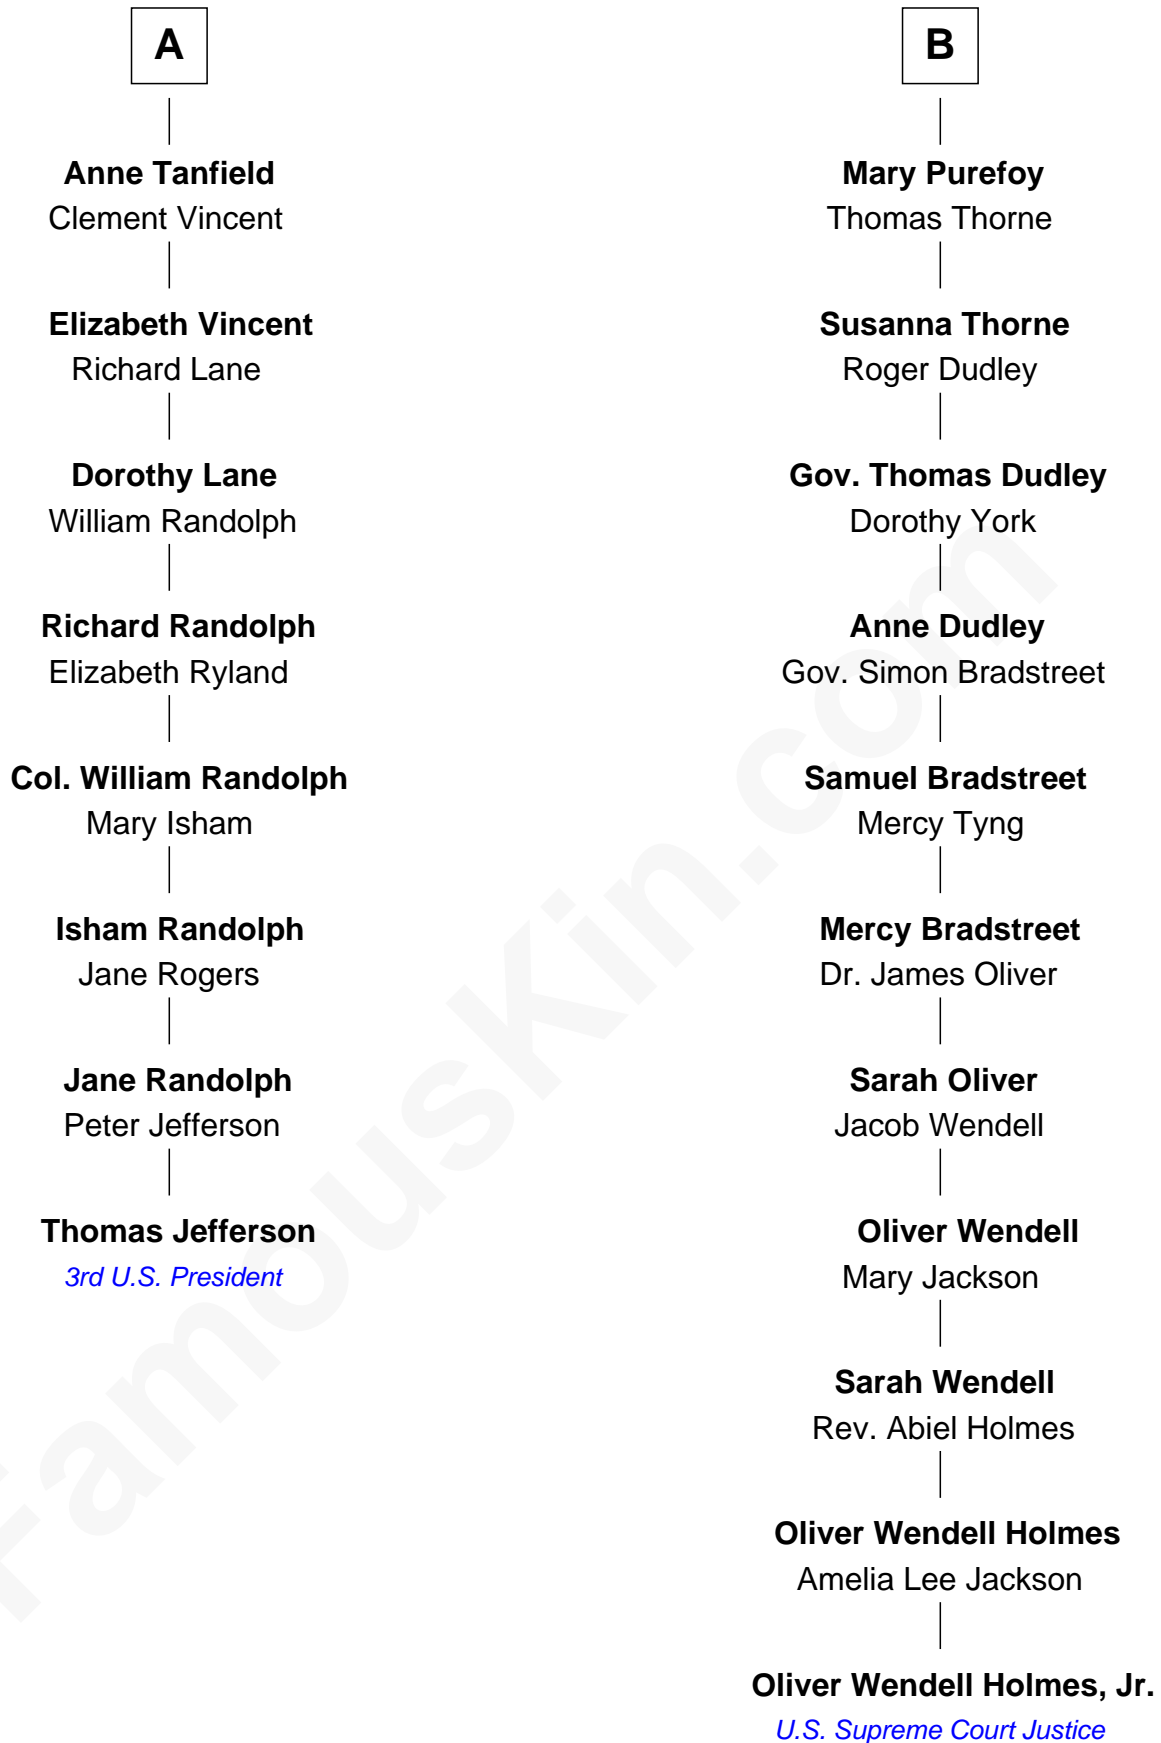 A
Anne Tanfield
Clement Vincent
Elizabeth Vincent
Richard Lane
Dorothy Lane
William Randolph
Richard Randolph
Elizabeth Ryland
Col. William Randolph
Mary Isham
Isham Randolph
Jane Rogers
Jane Randolph
Peter Jefferson
Thomas Jefferson
3rd U.S. President
B
Mary Purefoy
Thomas Thorne
Susanna Thorne
Roger Dudley
Gov. Thomas Dudley
Dorothy York
Anne Dudley
Gov. Simon Bradstreet
Samuel Bradstreet
Mercy Tyng
Mercy Bradstreet
Dr. James Oliver
Sarah Oliver
Jacob Wendell
Oliver Wendell
Mary Jackson
Sarah Wendell
Rev. Abiel Holmes
Oliver Wendell Holmes
Amelia Lee Jackson
Oliver Wendell Holmes, Jr.
U.S. Supreme Court Justice
FamousKin.com